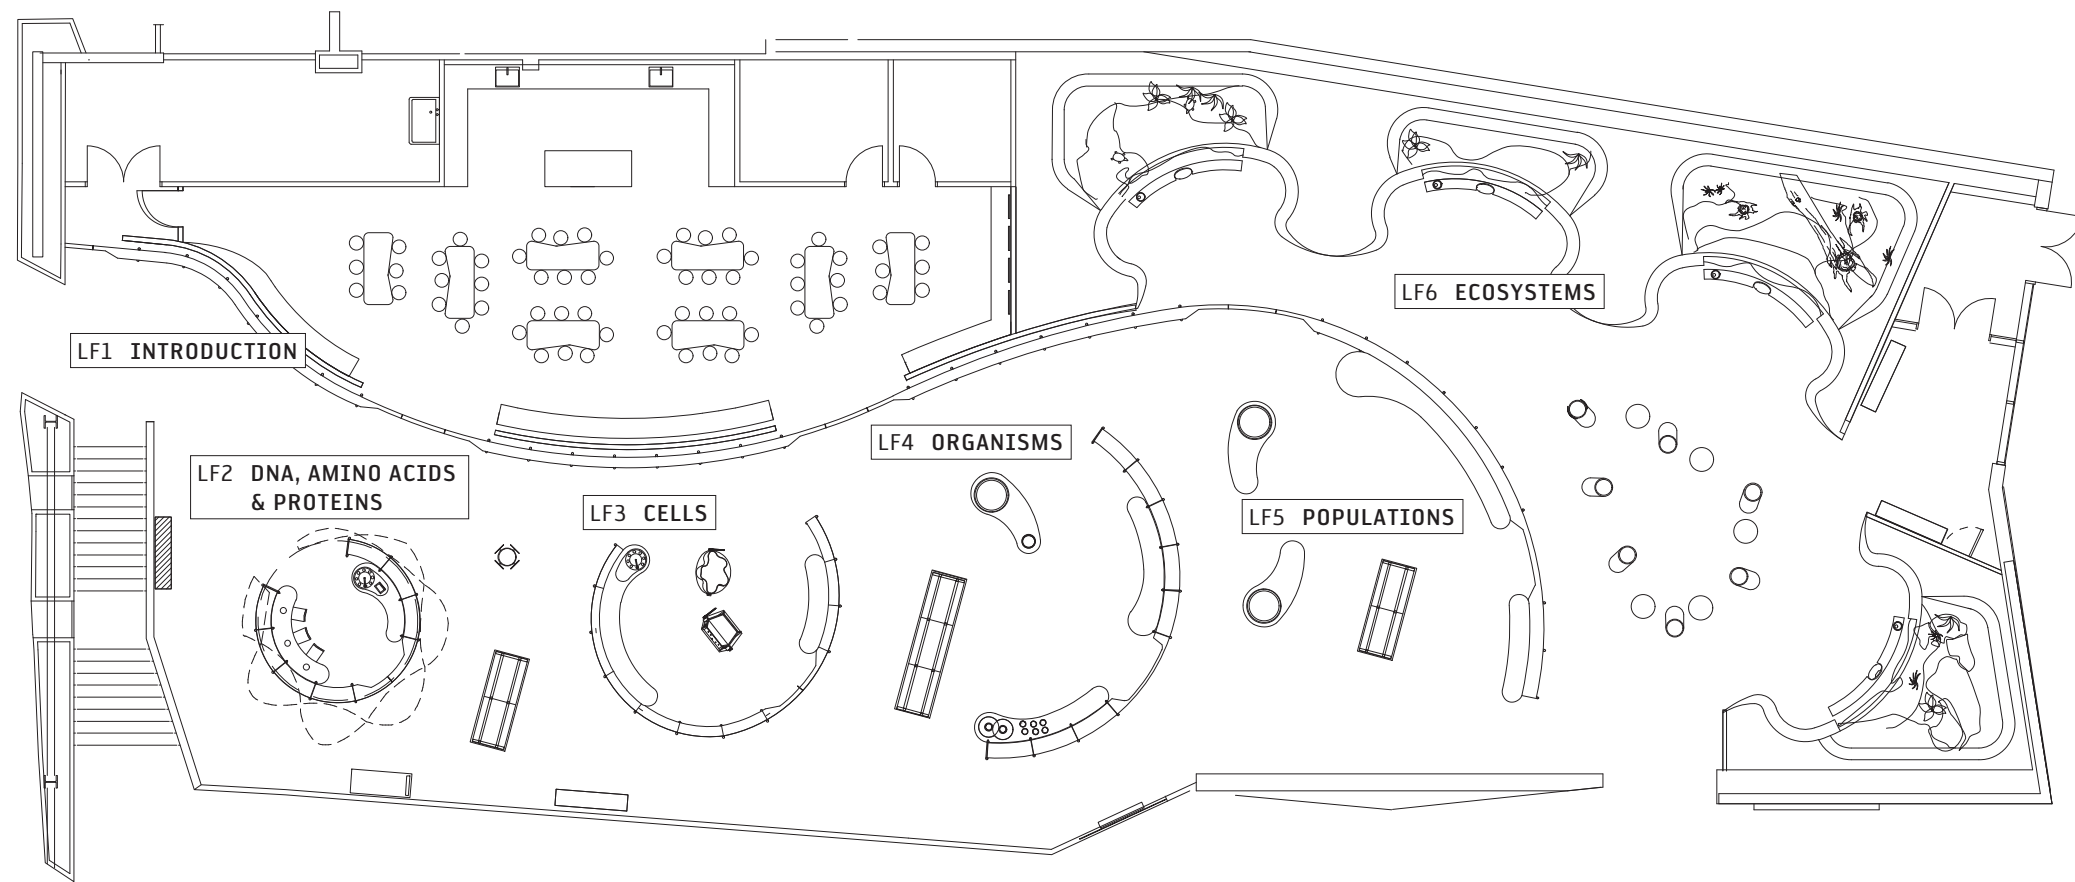 LF1 INTRODUCTION
LF2 DNA, AMINO ACIDS
& PROTEINS
LF3 CELLS
LF4 ORGANISMS
LF5 POPULATIONS
LF6 ECOSYSTEMS